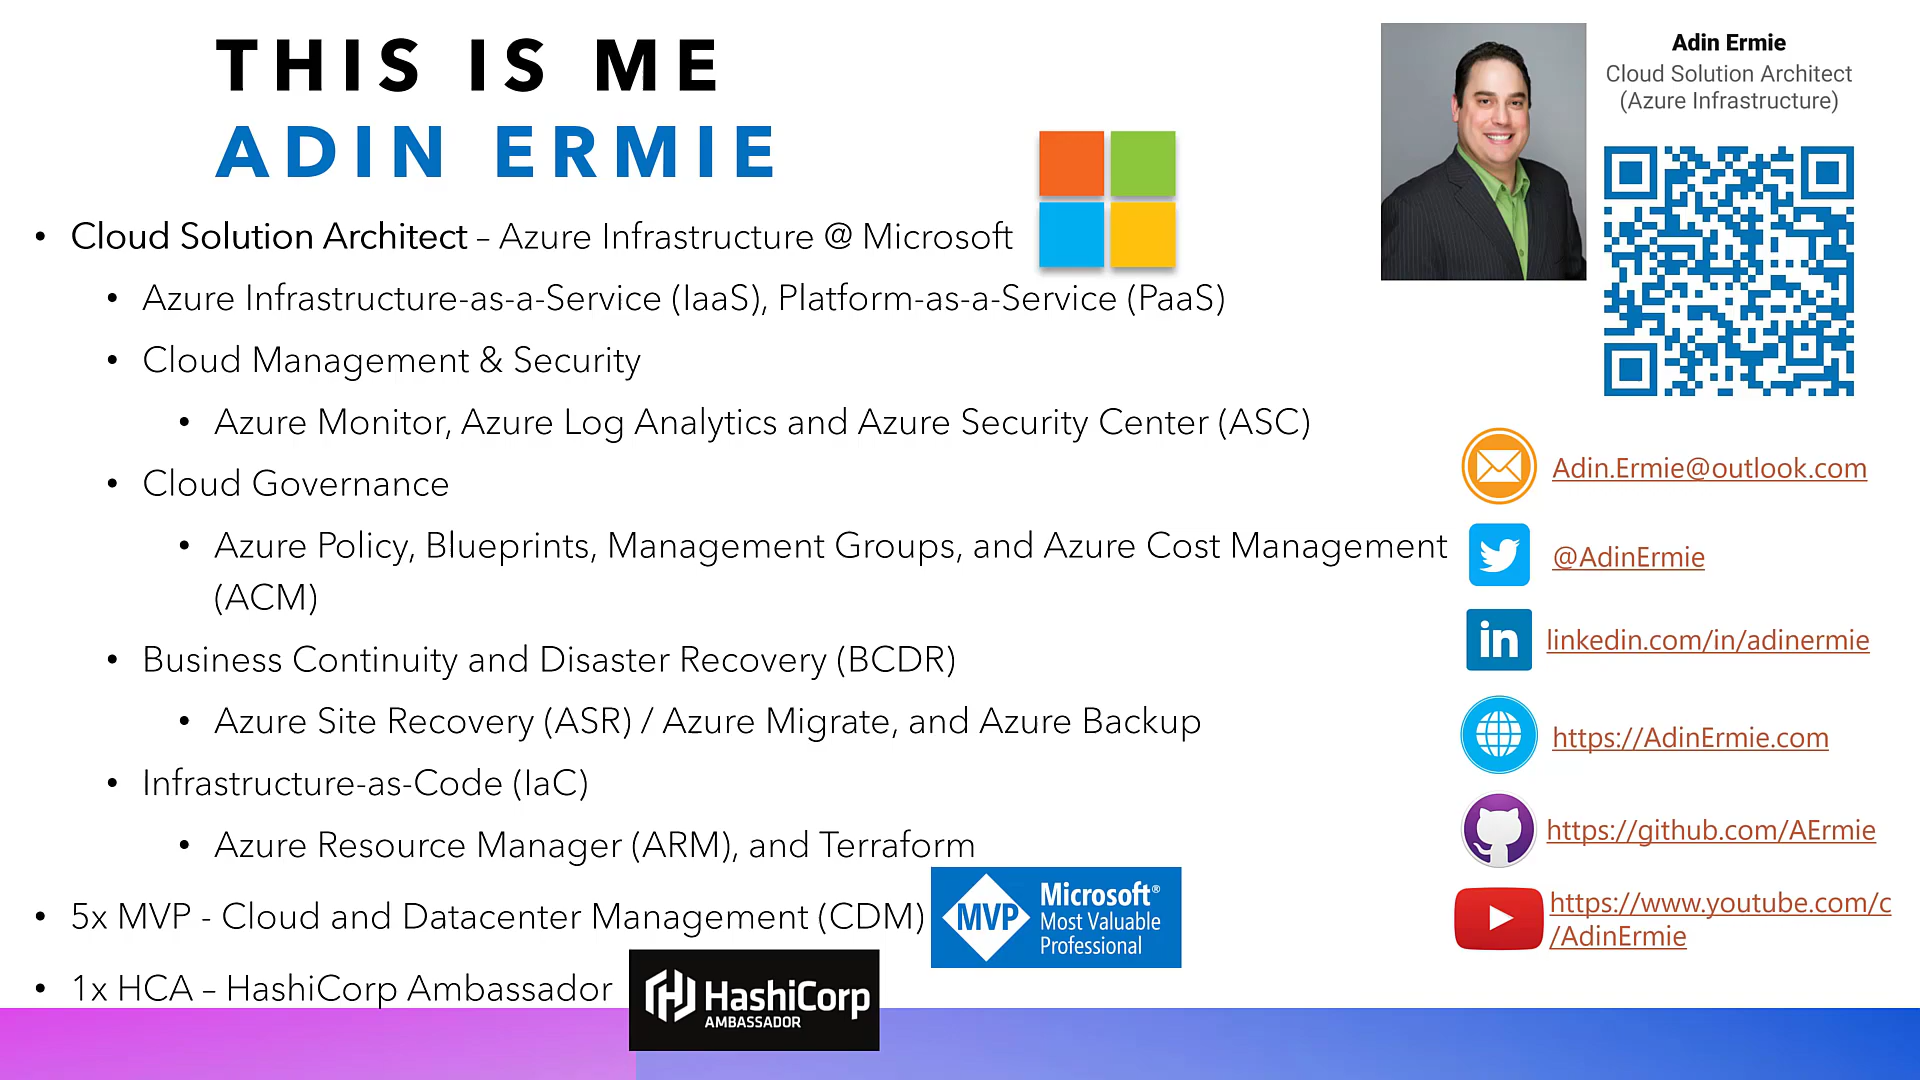 THIS IS ME
ADIN ERMIE
• Cloud Solution Architect – Azure Infrastructure @ Microsoft
• Azure Infrastructure-as-a-Service (IaaS), Platform-as-a-Service (PaaS)
• Cloud Management & Security
• Azure Monitor, Azure Log Analytics and Azure Security Center (ASC)
• Cloud Governance
• Azure Policy, Blueprints, Management Groups, and Azure Cost Management
(ACM)
• Business Continuity and Disaster Recovery (BCDR)
• Azure Site Recovery (ASR) / Azure Migrate, and Azure Backup
• Infrastructure-as-Code (IaC)
• Azure Resource Manager (ARM), and Terraform
• 5x MVP - Cloud and Datacenter Management (CDM)
MVP
Microsoft®
Most Valuable
Professional
• 1x HCA – HashiCorp Ambassador
HashiCorp
AMBASSADOR
Adin Ermie
Cloud Solution Architect
(Azure Infrastructure)
Adin.Ermie@outlook.com
@AdinErmie
in
linkedin.com/in/adinermie
https://AdinErmie.com
https://github.com/AErmie
https://www.youtube.com/c
/AdinErmie